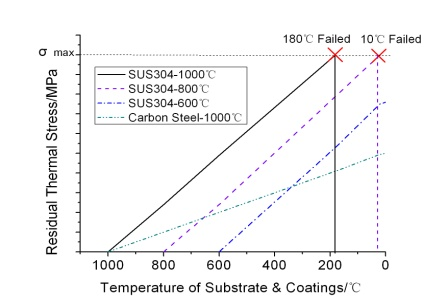 180℃ Failed 10℃ Failed
σ max
SUS304-1000℃
SUS304-800℃
SUS304-600℃
Carbon Steel-1000℃
Residual Thermal Stress/MPa
1000 800 600 400 200 0
Temperature of Substrate & Coatings/℃